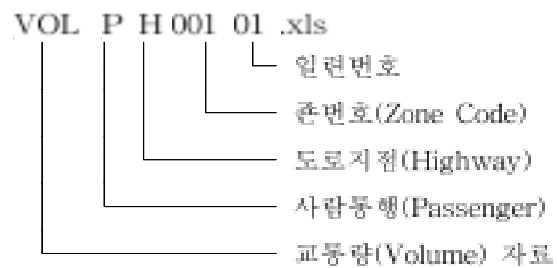 VOL P H 001 01 .xls
일련번호
존번호(Zone Code)
도로지점(Highway)
사람통행(Passenger)
교통량(Volume) 자료